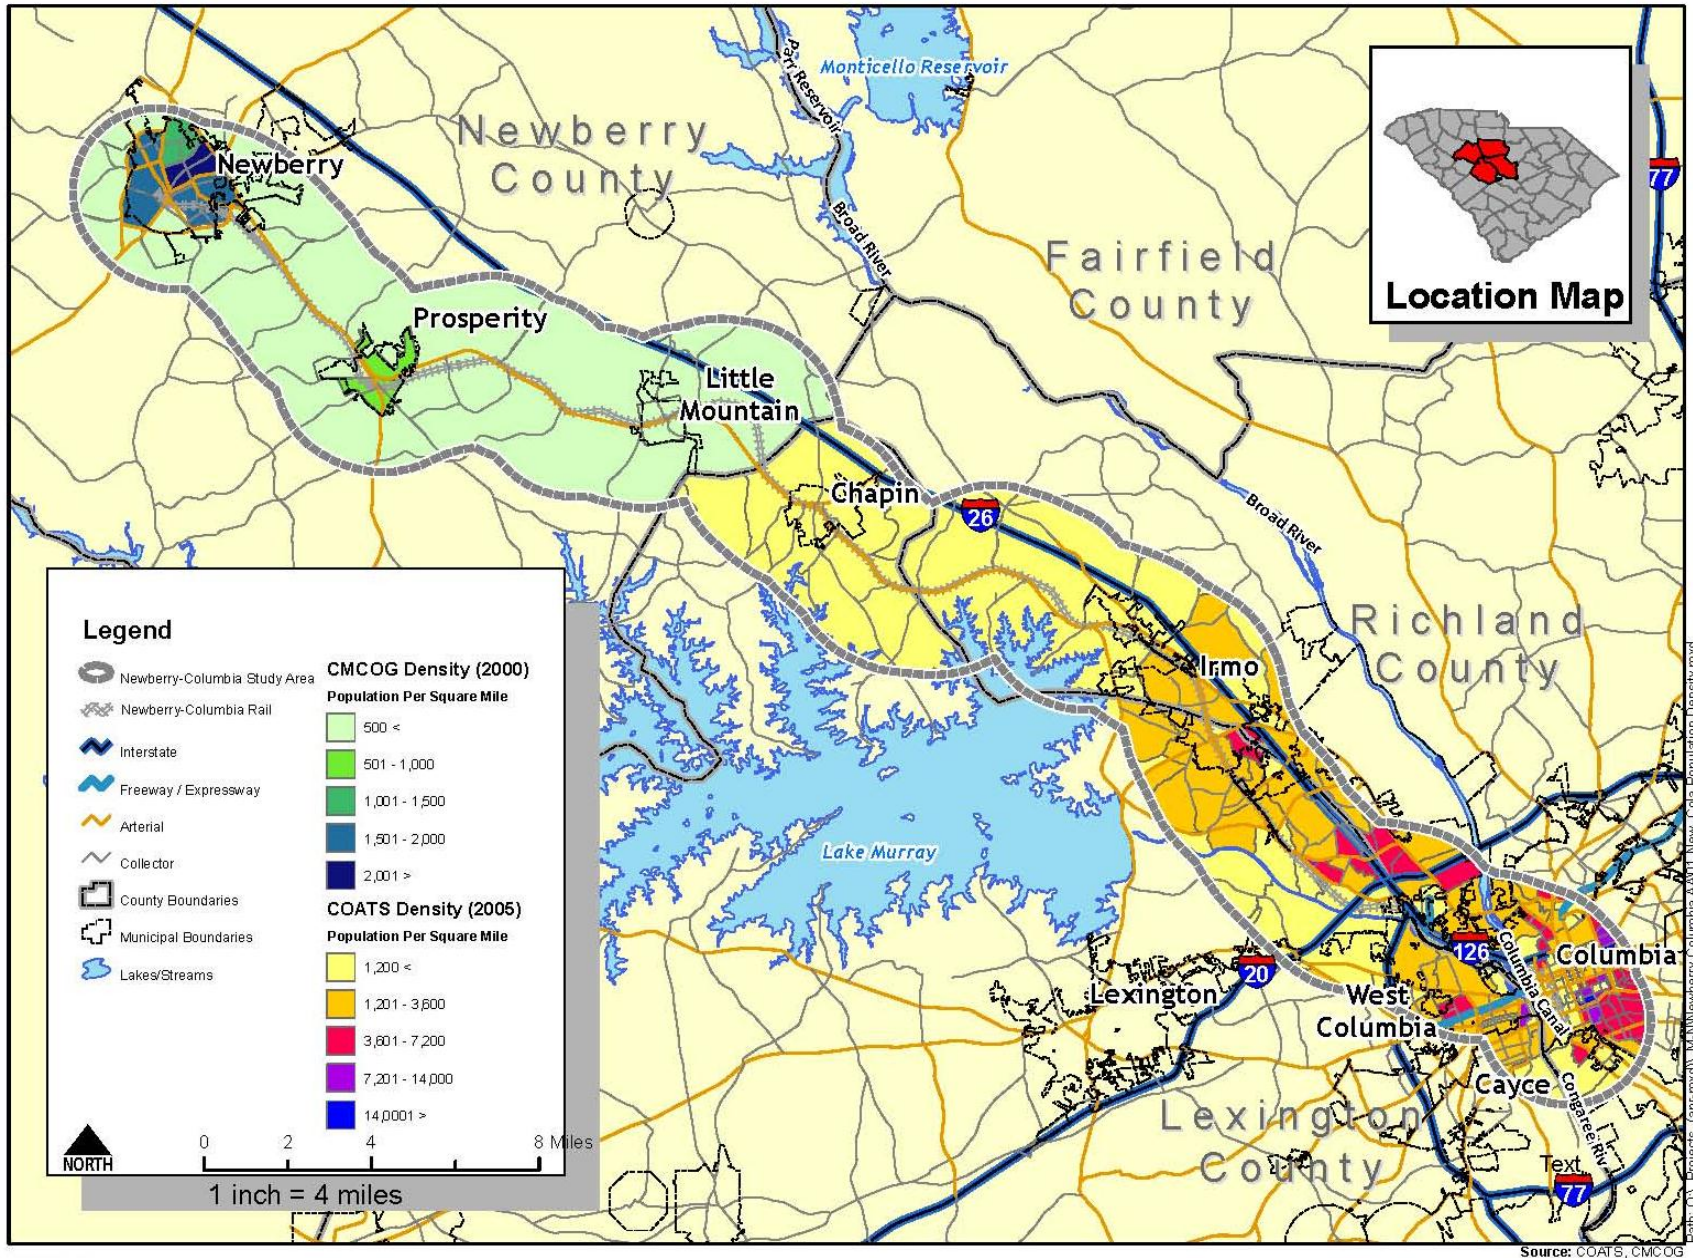 Monticello Reservoir
Parr Reservoir
Newberry
County
Newberry
77
Broad River
Fairfield
County
Location Map
Prosperity
Little
Mountain
Chapin
26
Broad River
Richland
County
Irmo
Legend
Newberry-Columbia Study Area
Newberry-Columbia Rail
Interstate
Freeway / Expressway
Arterial
Collector
County Boundaries
Municipal Boundaries
Lakes/Streams
CMCOG Density (2000)
Population Per Square Mile
500 <
501 - 1,000
1,001 - 1,500
1,501 - 2,000
2,001 >
COATS Density (2005)
Population Per Square Mile
1,200 <
1,201 - 3,600
3,601 - 7,200
7,201 - 14,000
14,0001 >
NORTH
0 2 4 8 Miles
1 inch = 4 miles
Lake Murray
Lexington
20
126
Columbia
Columbia Canal
West
Columbia
Cayce
Congaree Riv
Lexington
County
Text
77
Source: COATS, CMCOG